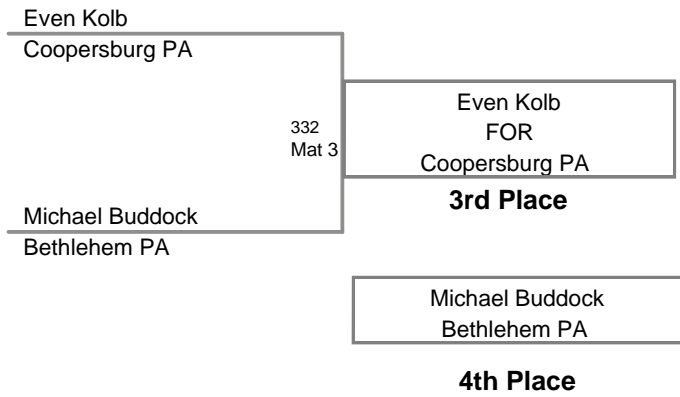 Even Kolb
Coopersburg PA
332
Mat 3
Even Kolb
FOR
Coopersburg PA
3rd Place
Michael Buddock
Bethlehem PA
Michael Buddock
Bethlehem PA
4th Place